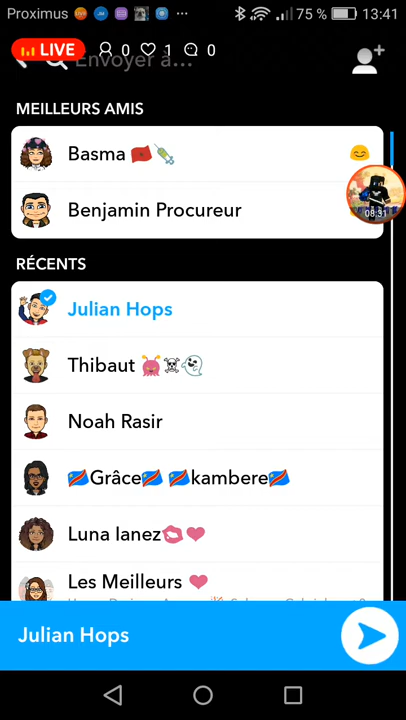 Proximus 75 % 13:41
LIVE 0 1 0
Envoyer à...
MEILLEURS AMIS
Basma 🇲🇦💉
Benjamin Procureur
08:31
RÉCENTS
Julian Hops
Thibaut 👾☠👻
Noah Rasir
🇨🇩Grâce🇨🇩 🇨🇩kambere🇨🇩
Luna Ianez💋❤
Les Meilleurs ❤
Julian Hops